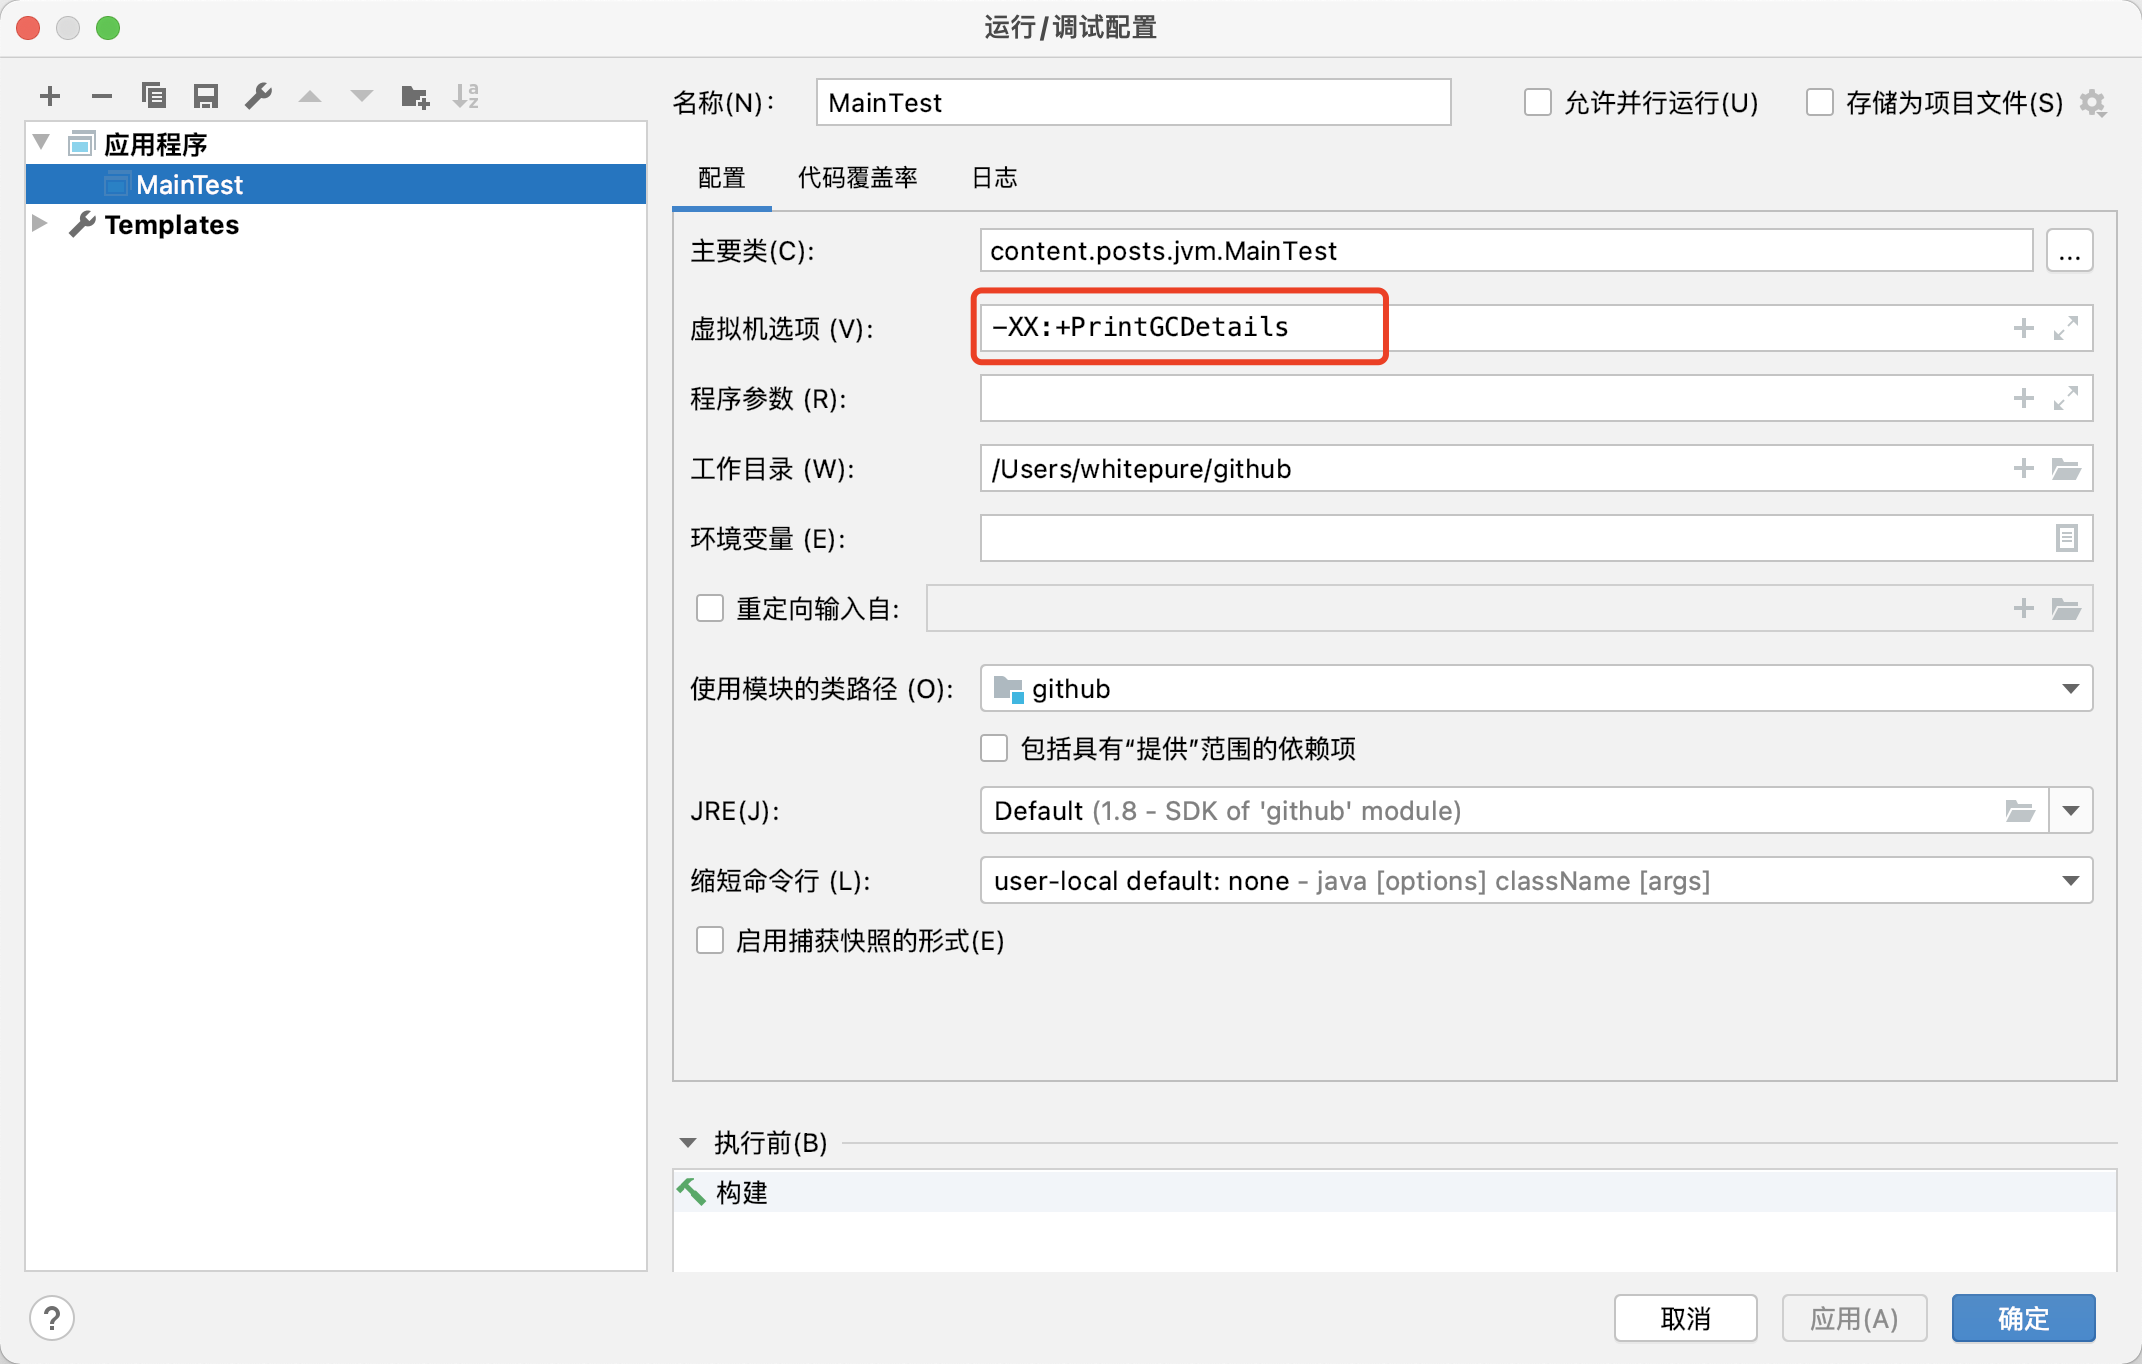 运行/调试配置
名称(N):
MainTest
允许并行运行(U)
存储为项目文件(S)
应用程序
MainTest
Templates
配置
代码覆盖率
日志
主要类(C):
content.posts.jvm.MainTest
...
虚拟机选项 (V):
-XX:+PrintGCDetails
程序参数 (R):
工作目录 (W):
/Users/whitepure/github
环境变量 (E):
重定向输入自:
使用模块的类路径 (O):
github
包括具有“提供”范围的依赖项
JRE(J):
Default (1.8 - SDK of 'github' module)
缩短命令行 (L):
user-local default: none - java [options] className [args]
启用捕获快照的形式(E)
执行前(B)
构建
?
取消
应用(A)
确定